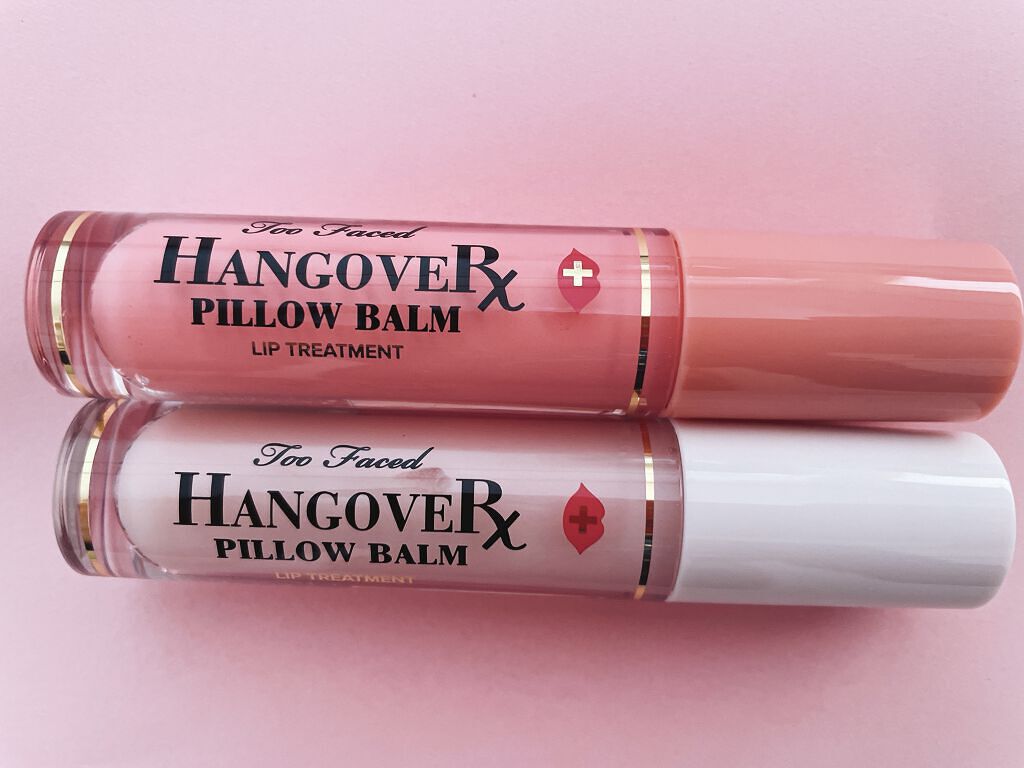 Too Faced
HANGOVERx
PILLOW BALM
LIP TREATMENT
Too Faced
HANGOVERx
PILLOW BALM
LIP TREATMENT